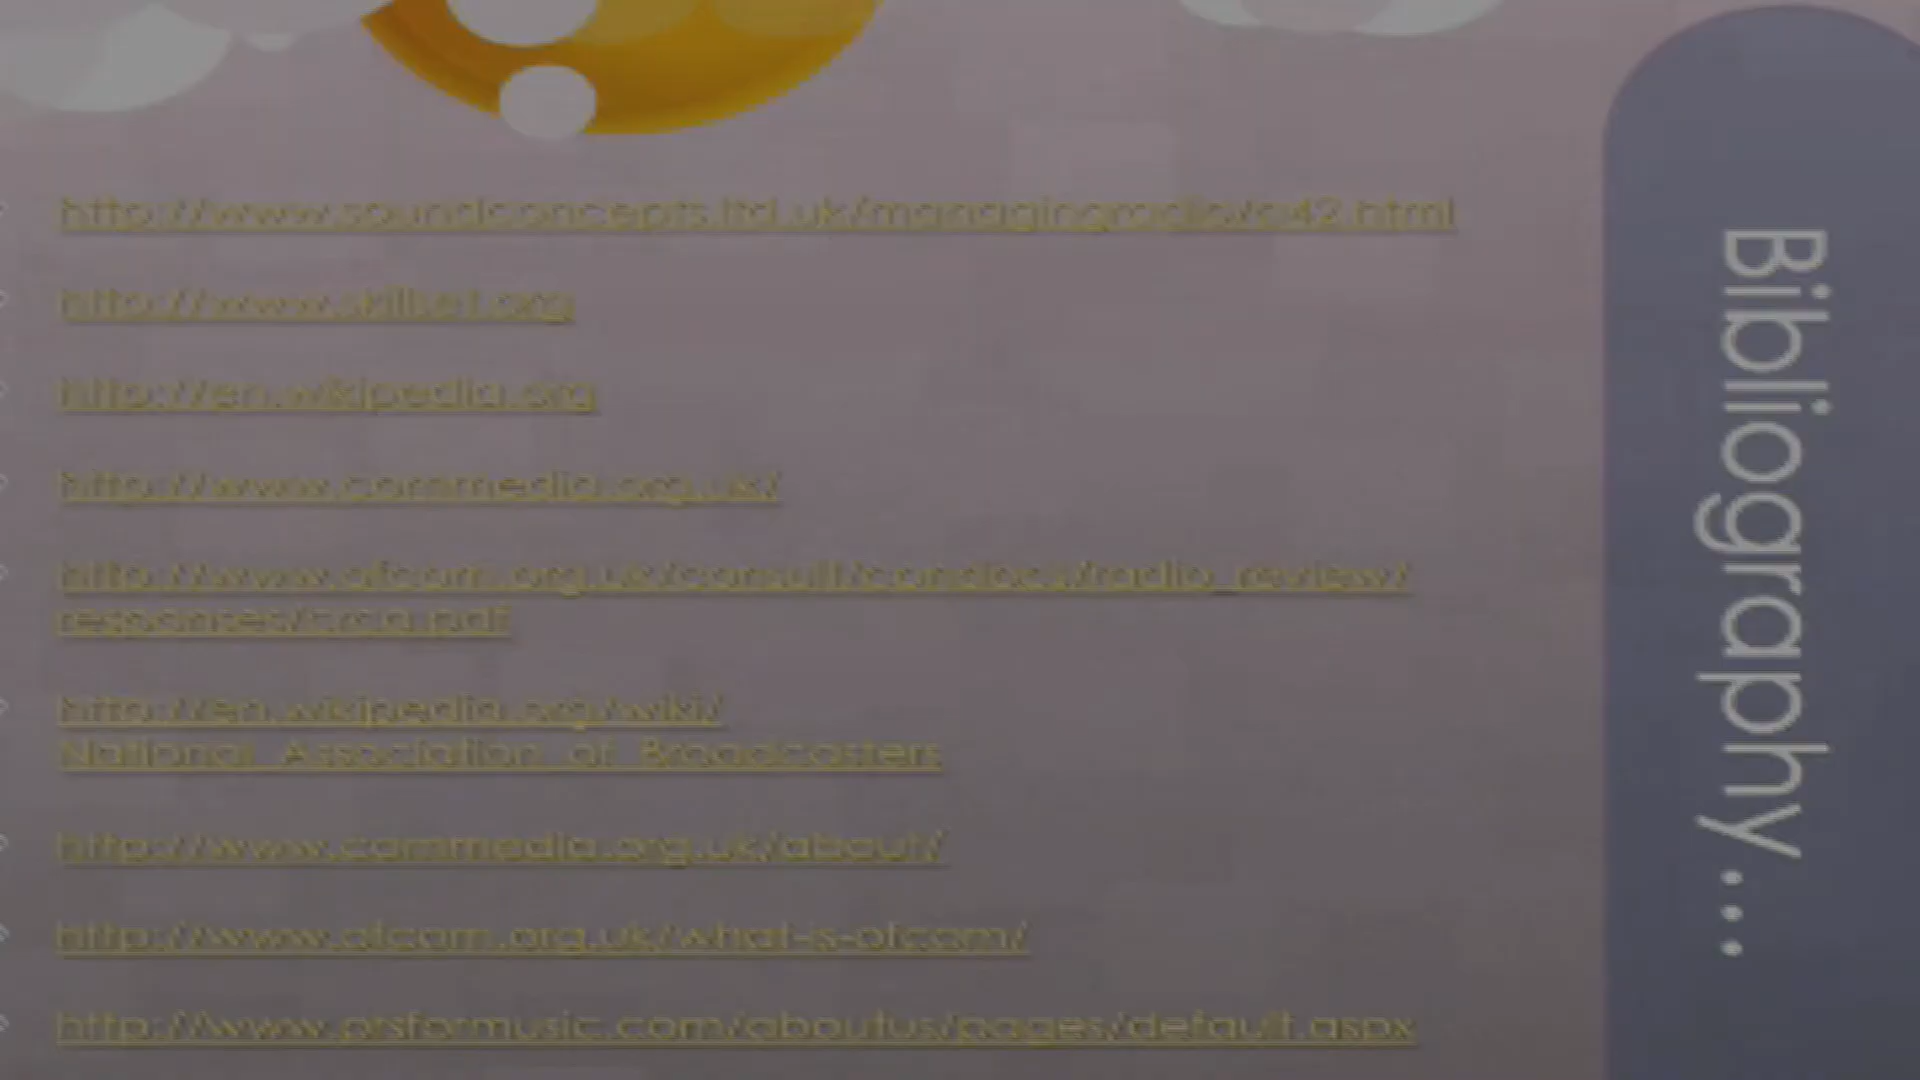 http://www.soundconcepts.ltd.uk/managingradio/c42.html
http://www.skillset.org
http://en.wikipedia.org
http://www.commedia.org.uk/
http://www.ofcom.org.uk/consult/condocs/radio_review/
responses/crca.pdf
http://en.wikipedia.org/wiki/
National_Association_of_Broadcasters
http://www.commedia.org.uk/about/
http://www.ofcom.org.uk/what-is-ofcom/
http://www.prsformusic.com/aboutus/pages/default.aspx
Bibliography...